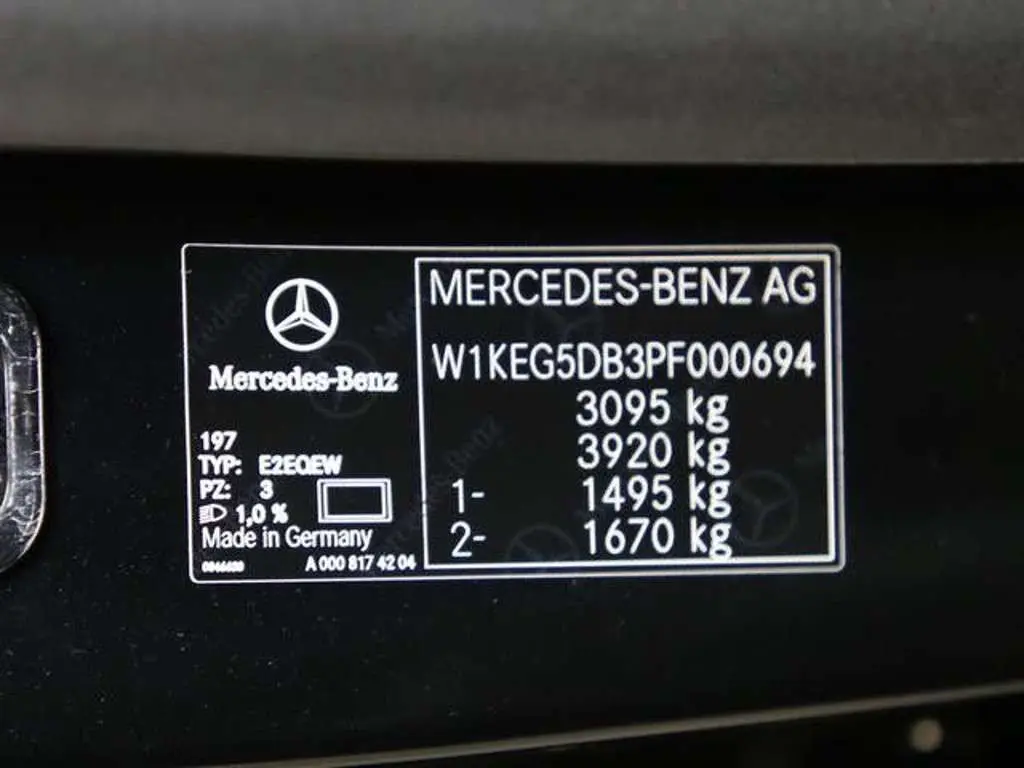 Mercedes-Benz
197
TYP: E2EQEW
PZ: 3
1,0 %
Made in Germany
A 000 817 42 04
MERCEDES-BENZ AG
W1KEG5DB3PF000694
3095 kg
3920 kg
1- 1495 kg
2- 1670 kg